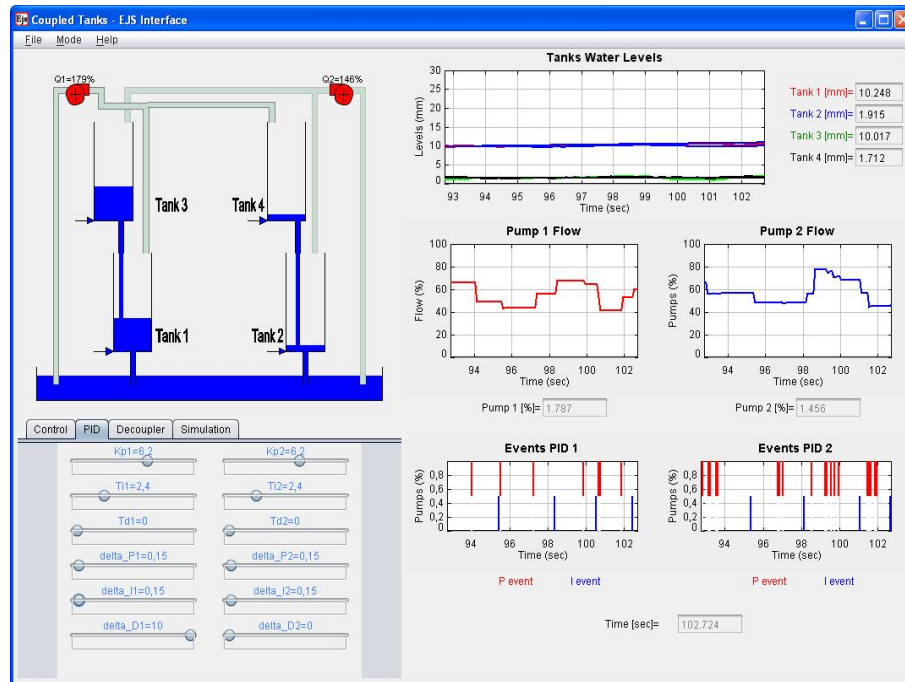 Ejs Coupled Tanks - EJS Interface
File Mode Help
Q1=179%
Q2=146%
Tank 3
Tank 4
Tank 1
Tank 2
Tanks Water Levels
Levels (mm)
30
25
20
15
10
5
0
93 94 95 96 97 98 99 100 101 102
Time (sec)
Tank 1 [mm]= 10.248
Tank 2 [mm]= 1.915
Tank 3 [mm]= 10.017
Tank 4 [mm]= 1.712
Pump 1 Flow
Flow (%)
100
80
60
40
20
0
94 96 98 100 102
Time (sec)
Pump 1 [%]= 1.787
Pump 2 Flow
Pumps (%)
100
80
60
40
20
0
94 96 98 100 102
Time (sec)
Pump 2 [%]= 1.456
Control PID Decoupler Simulation
Kp1=6,2 Kp2=6,2
Ti1=2,4 Ti2=2,4
Td1=0 Td2=0
delta_P1=0,15 delta_P2=0,15
delta_I1=0,15 delta_I2=0,15
delta_D1=10 delta_D2=0
Events PID 1
Pumps (%)
0,8
0,6
0,4
0,2
94 96 98 100 102
Time (sec)
P event I event
Events PID 2
Pumps (%)
0,8
0,6
0,4
0,2
94 96 98 100 102
Time (sec)
P event I event
Time [sec]= 102.724